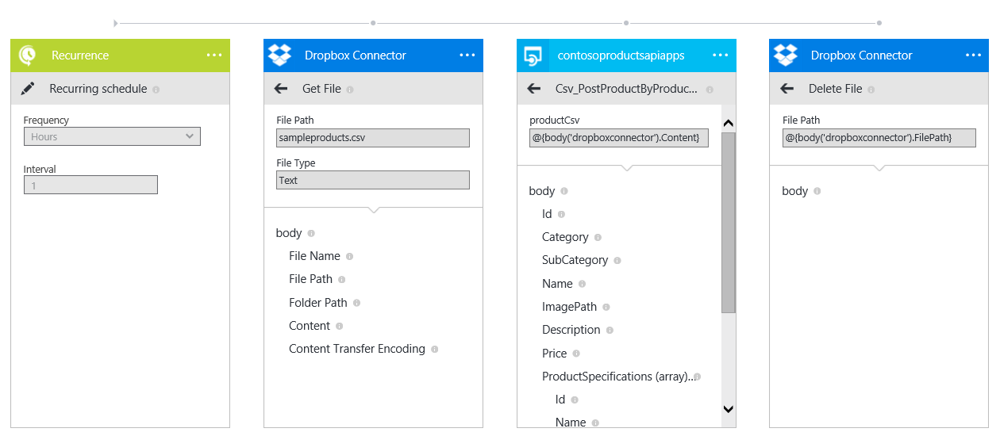 Recurrence
Recurring schedule
Frequency
Hours
Interval
1
Dropbox Connector
Get File
File Path
sampleproducts.csv
File Type
Text
body
File Name
File Path
Folder Path
Content
Content Transfer Encoding
contosoproductsapiapps
Csv_PostProductByProduc...
productCsv
@{body('dropboxconnector').Content}
body
Id
Category
SubCategory
Name
ImagePath
Description
Price
ProductSpecifications (array)...
Id
Name
Dropbox Connector
Delete File
File Path
@{body('dropboxconnector').FilePath}
body